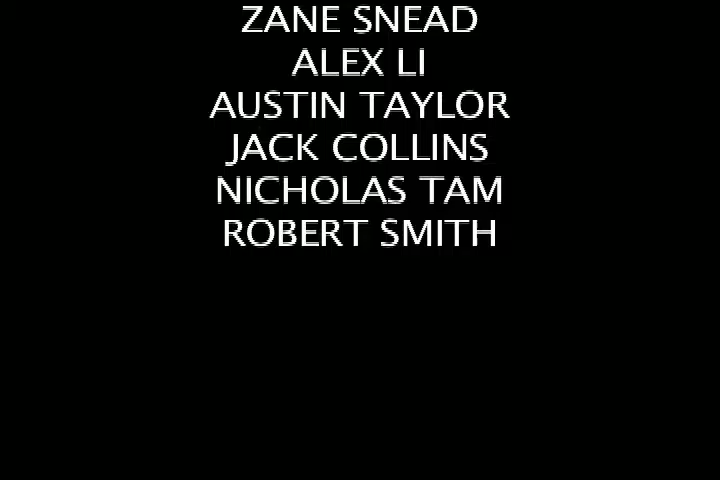 ZANE SNEAD
ALEX LI
AUSTIN TAYLOR
JACK COLLINS
NICHOLAS TAM
ROBERT SMITH